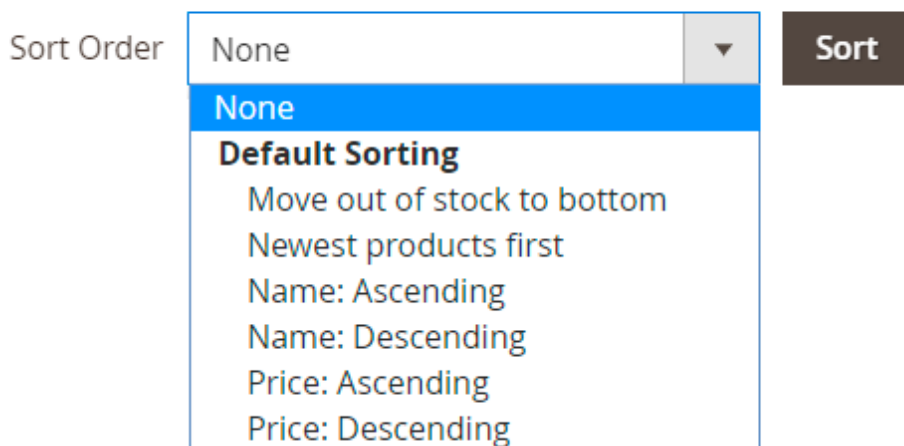 Sort Order None Sort
None
Default Sorting
Move out of stock to bottom
Newest products first
Name: Ascending
Name: Descending
Price: Ascending
Price: Descending